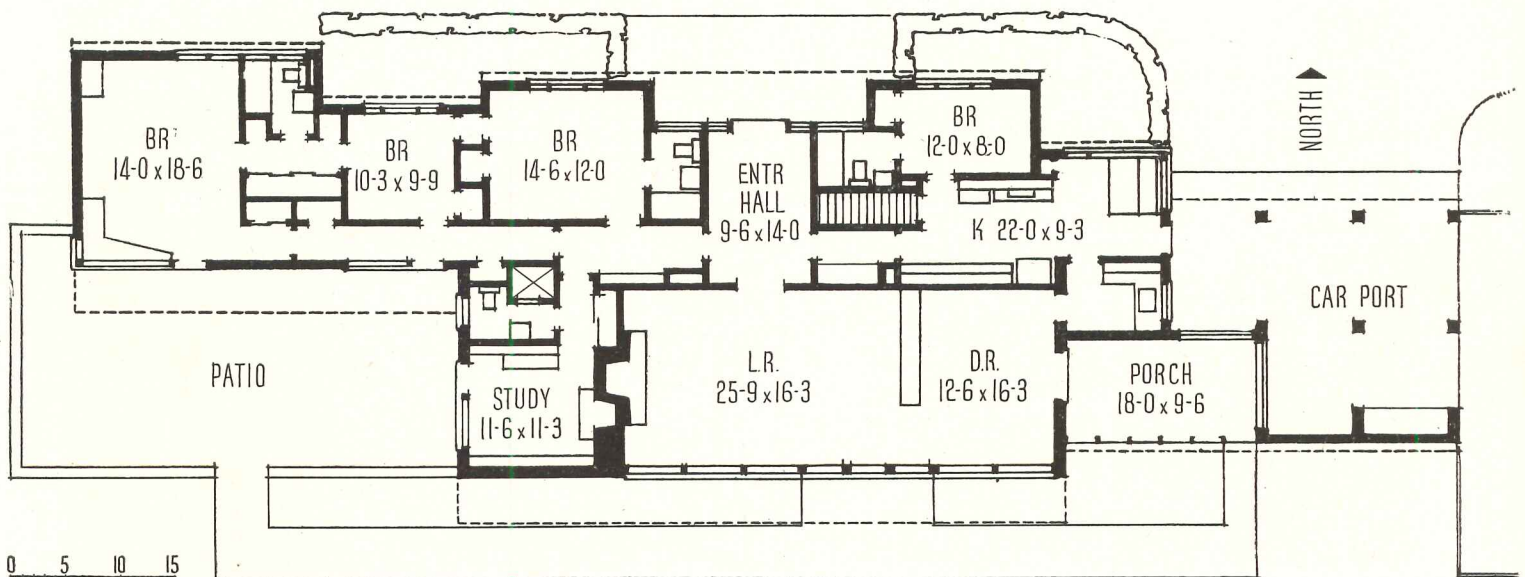 BR
14-0 x 18-6
BR
10-3 x 9-9
BR
14-6 x 12-0
ENTR
HALL
9-6 x 14-0
BR
12-0 x 8-0
K 22-0 x 9-3
NORTH
CAR PORT
PATIO
STUDY
11-6 x 11-3
L.R.
25-9 x 16-3
D.R.
12-6 x 16-3
PORCH
18-0 x 9-6
0 5 10 15